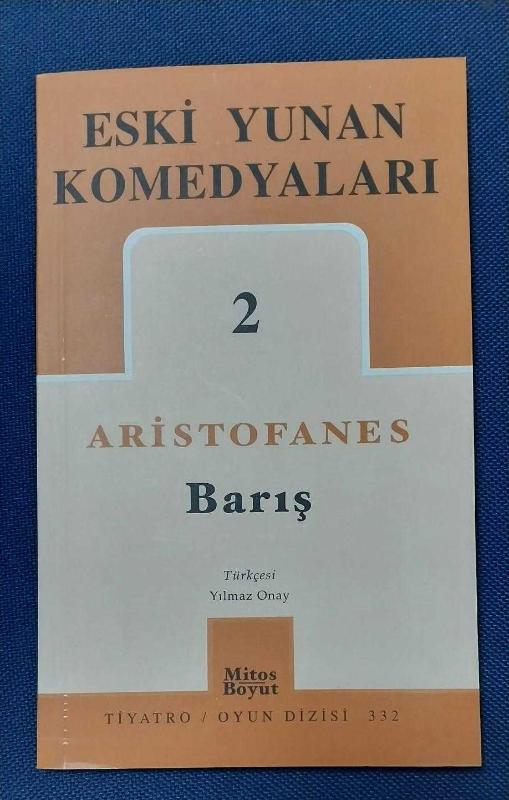 ESKİ YUNAN
KOMEDYALARI
2
ARİSTOFANES
Barış
Türkçesi
Yılmaz Onay
Mitos
Boyut
TİYATRO / OYUN DİZİSİ 332